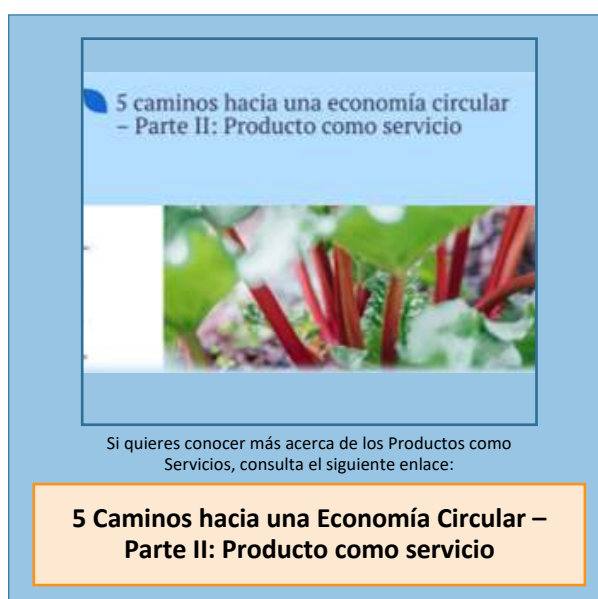 5 caminos hacia una economía circular
– Parte II: Producto como servicio
Si quieres conocer más acerca de los Productos como
Servicios, consulta el siguiente enlace:
5 Caminos hacia una Economía Circular –
Parte II: Producto como servicio